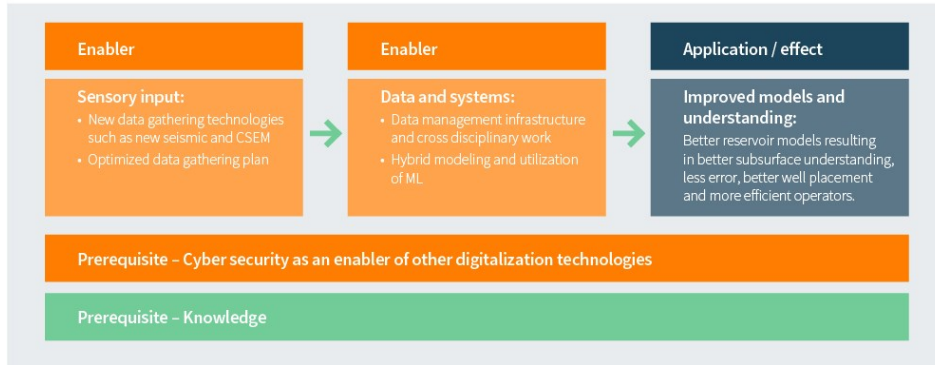 Enabler
Sensory input:
• New data gathering technologies
such as new seismic and CSEM
• Optimized data gathering plan
Enabler
Data and systems:
• Data management infrastructure
and cross disciplinary work
• Hybrid modeling and utilization
of ML
Application / effect
Improved models and
understanding:
Better reservoir models resulting
in better subsurface understanding,
less error, better well placement
and more efficient operators.
Prerequisite – Cyber security as an enabler of other digitalization technologies
Prerequisite – Knowledge